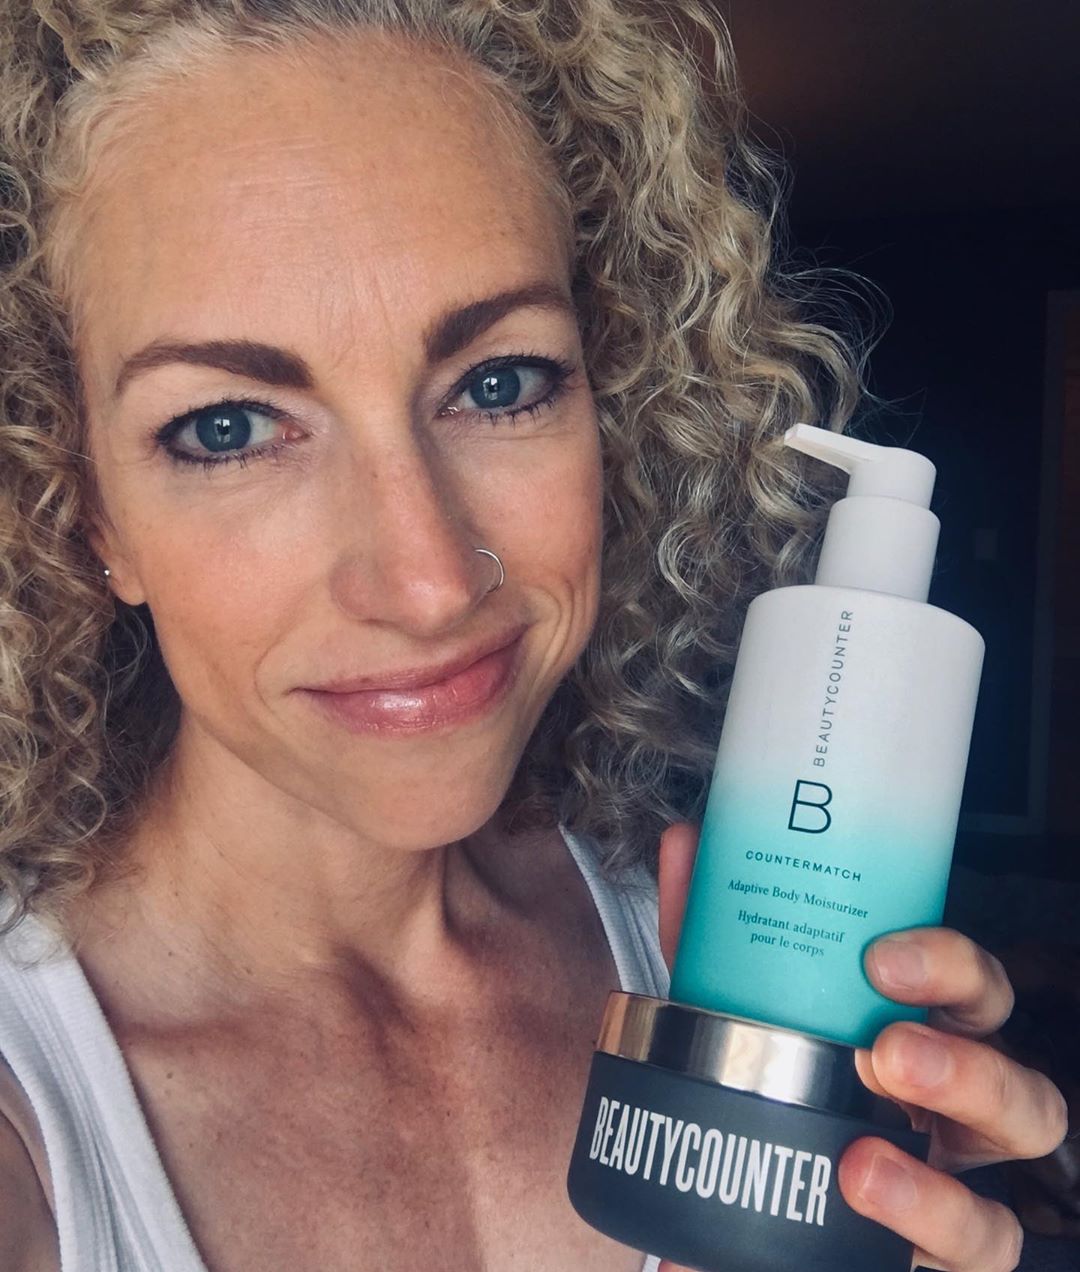 BEAUTYCOUNTER
B
COUNTERMATCH
Adaptive Body Moisturizer
Hydratant adaptatif
pour le corps
BEAUTYCOUNTER